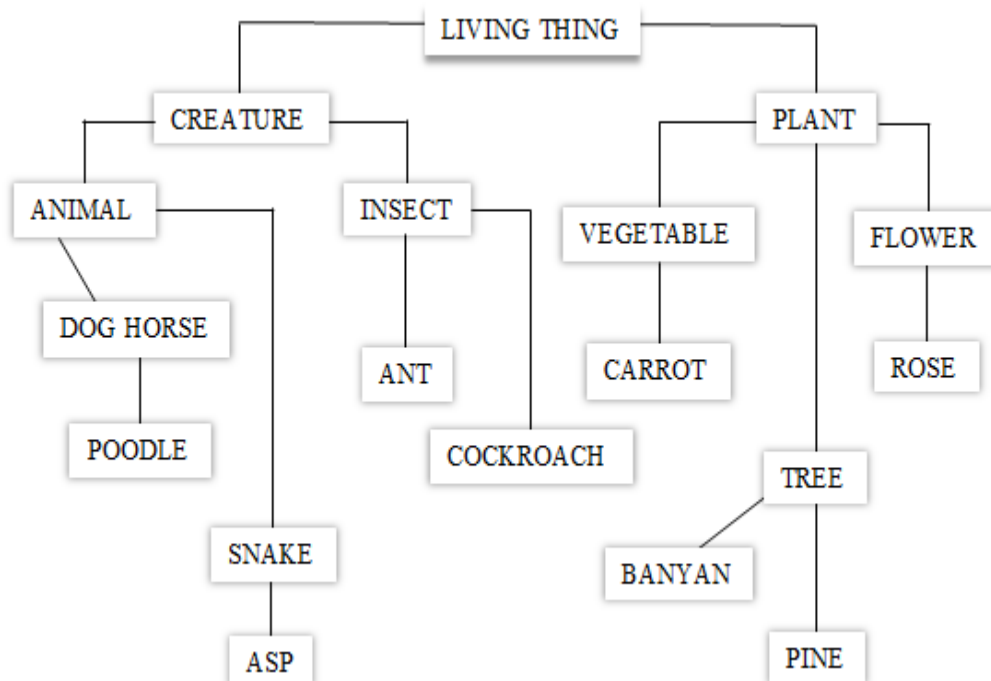 LIVING THING
CREATURE
PLANT
ANIMAL
INSECT
VEGETABLE
FLOWER
DOG HORSE
ANT
CARROT
ROSE
POODLE
COCKROACH
TREE
SNAKE
BANYAN
ASP
PINE